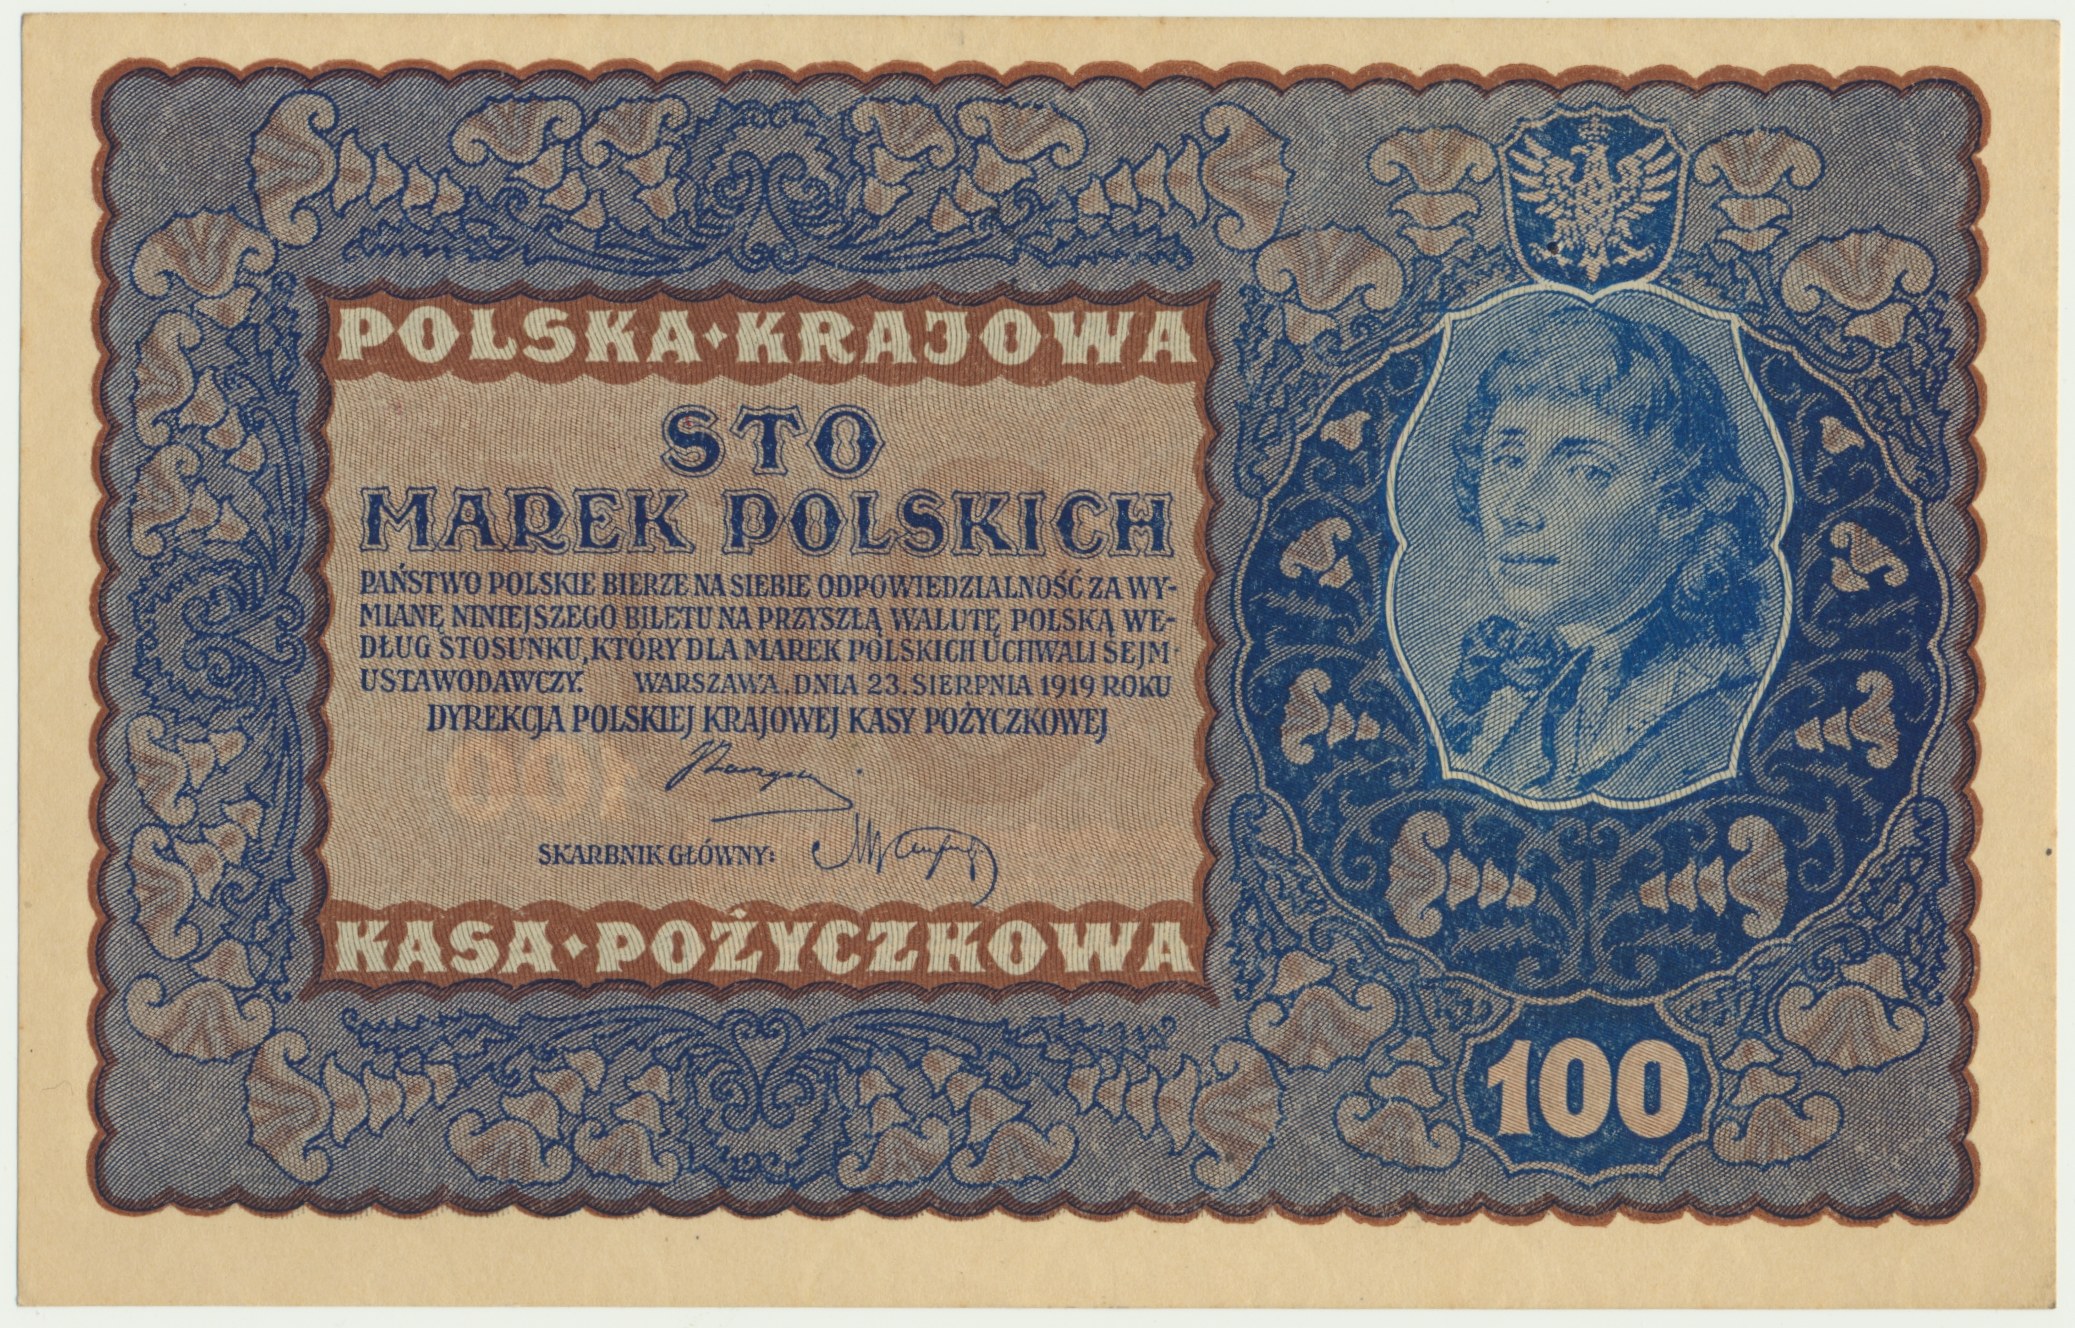 POLSKA·KRAJOWA
STO
MAREK POLSKICH
PAŃSTWO POLSKIE BIERZE NA SIEBIE ODPOWIEDZIALNOŚĆ ZA WY-
MIANĘ NINIEJSZEGO BILETU NA PRZYSZŁĄ WALUTĘ POLSKĄ WE-
DŁUG STOSUNKU, KTÓRY DLA MAREK POLSKICH UCHWALI SEJM
USTAWODAWCZY. WARSZAWA, DNIA 23. SIERPNIA 1919 ROKU
DYREKCJA POLSKIEJ KRAJOWEJ KASY POŻYCZKOWEJ
SKARBNIK GŁÓWNY:
KASA·POŻYCZKOWA
100